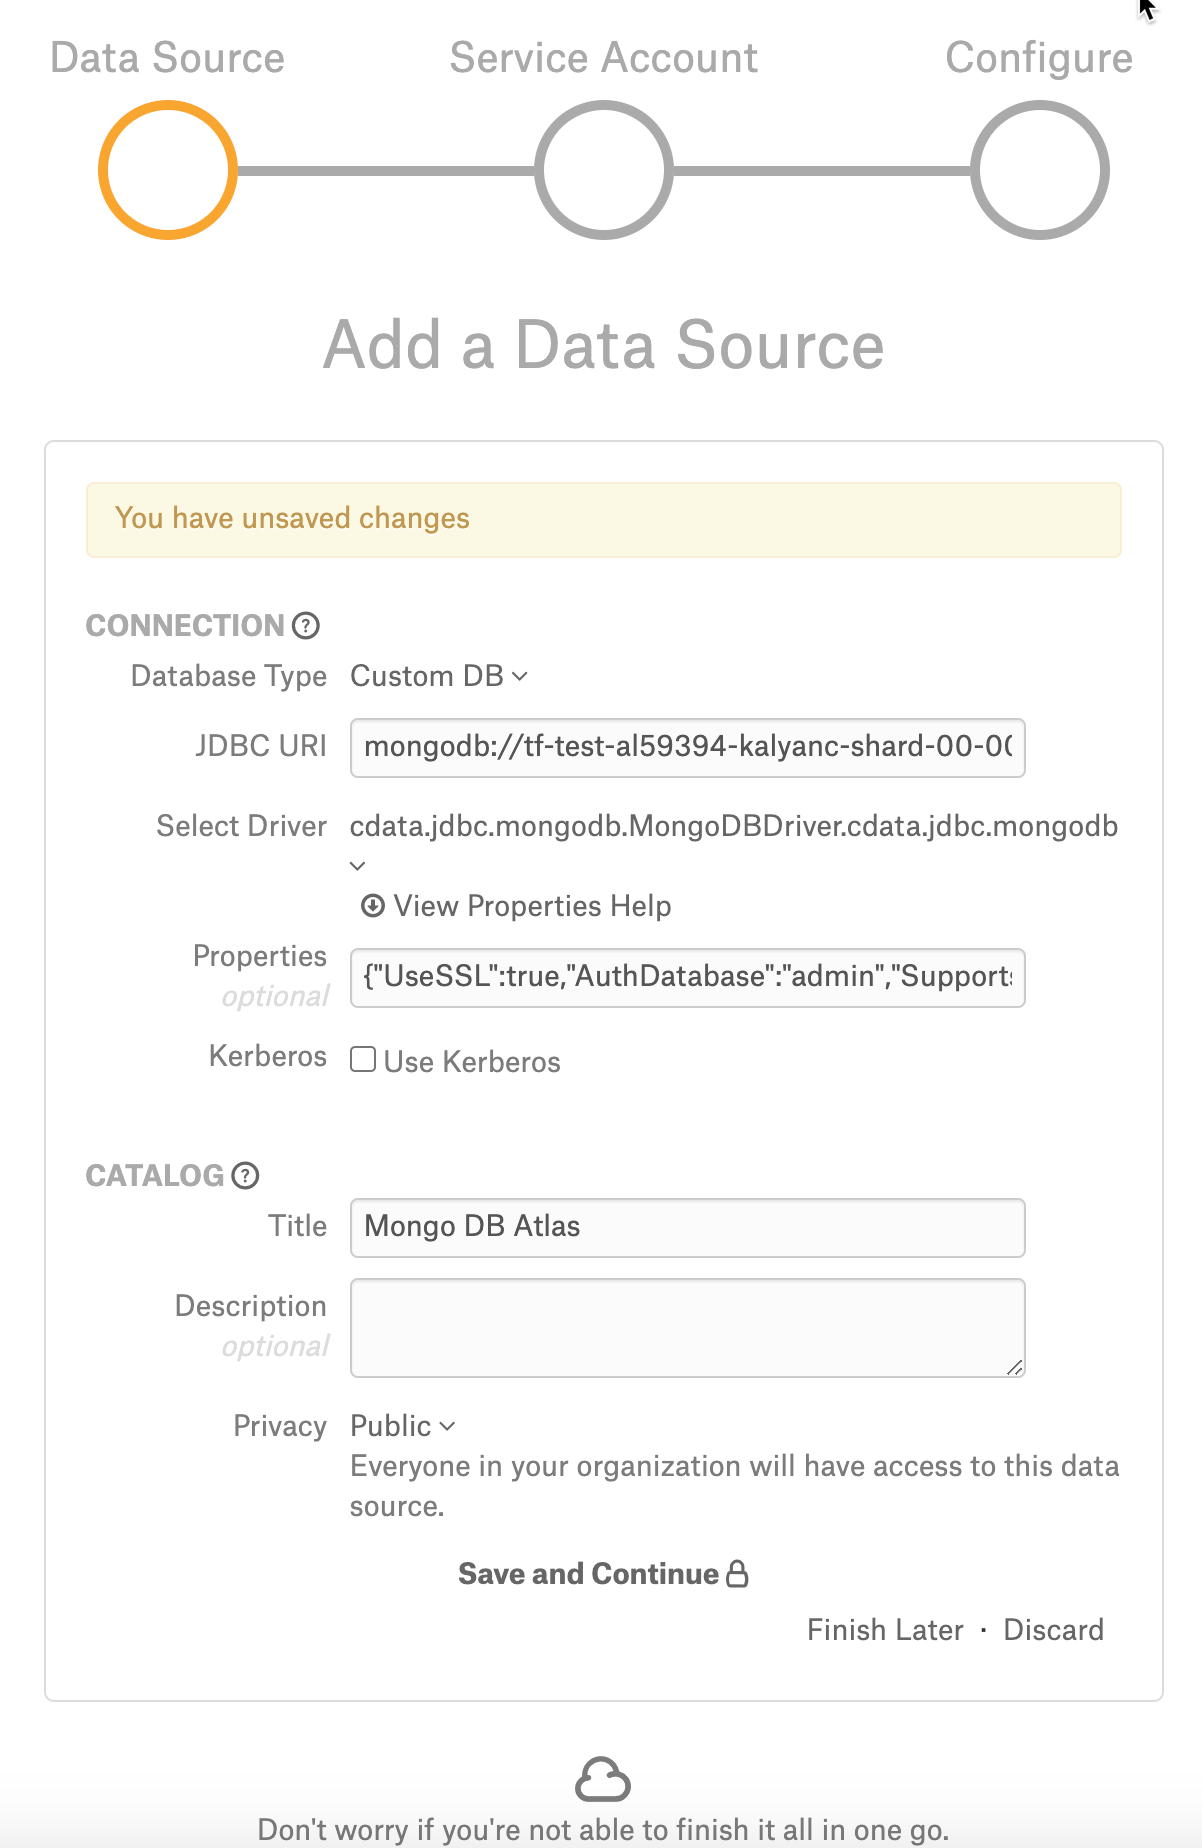 Data Source Service Account Configure
Add a Data Source
You have unsaved changes
CONNECTION ?
Database Type Custom DB
JDBC URI mongodb://tf-test-al59394-kalyanc-shard-00-00
Select Driver cdata.jdbc.mongodb.MongoDBDriver.cdata.jdbc.mongodb
View Properties Help
Properties {"UseSSL":true,"AuthDatabase":"admin","Supports
optional
Kerberos Use Kerberos
CATALOG ?
Title Mongo DB Atlas
Description
optional
Privacy Public
Everyone in your organization will have access to this data
source.
Save and Continue
Finish Later · Discard
Don't worry if you're not able to finish it all in one go.